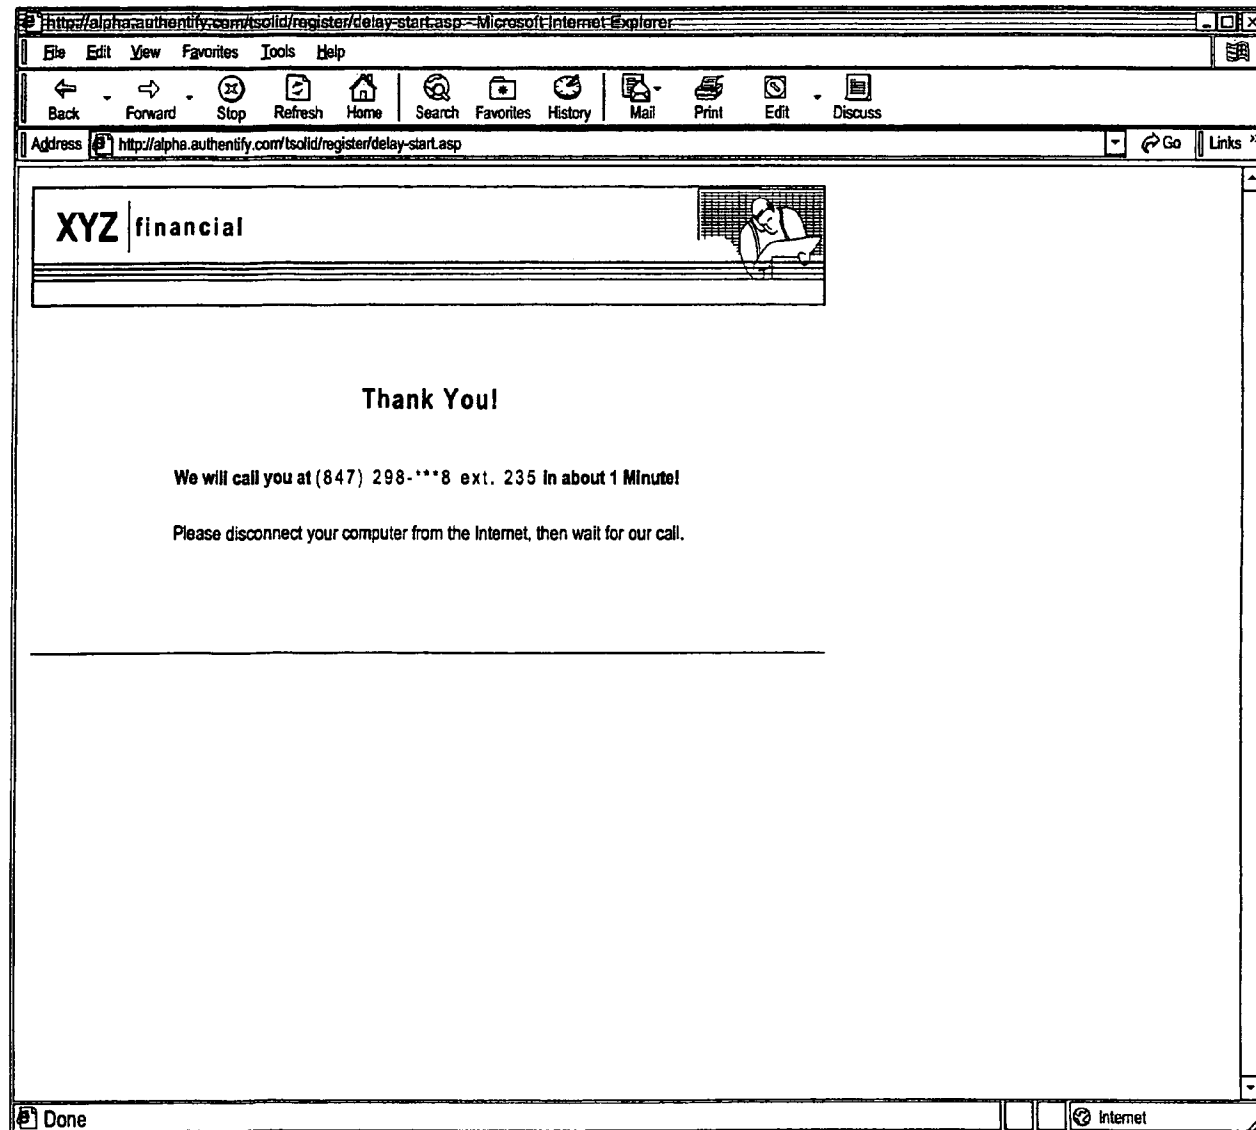 http://alpha.authentify.com/tsolid/register/delay-start.asp - Microsoft Internet Explorer
File Edit View Favorites Tools Help
Back Forward Stop Refresh Home Search Favorites History Mail Print Edit Discuss
Address http://alpha.authentify.com/tsolid/register/delay-start.asp Go Links »
XYZ financial
Thank You!
We will call you at (847) 298-***8 ext. 235 in about 1 Minute!
Please disconnect your computer from the Internet, then wait for our call.
Done Internet